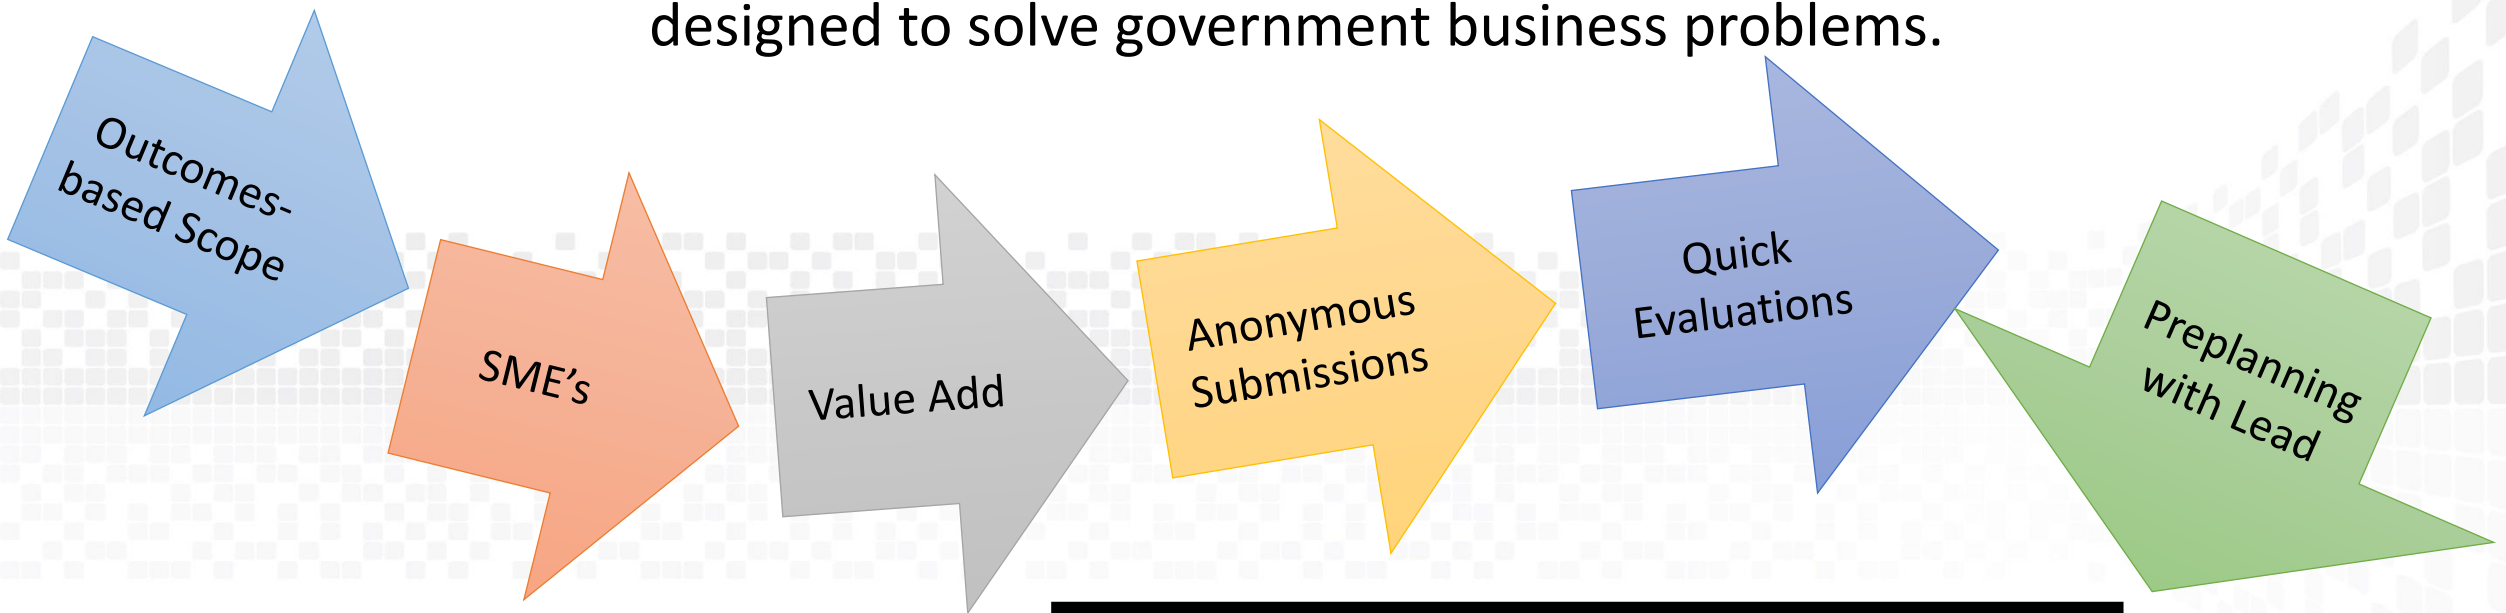 designed to solve government business problems.
Outcomes-
based Scope
SME's
Value Add
Anonymous
Submissions
Quick
Evaluations
Preplanning
with Lead